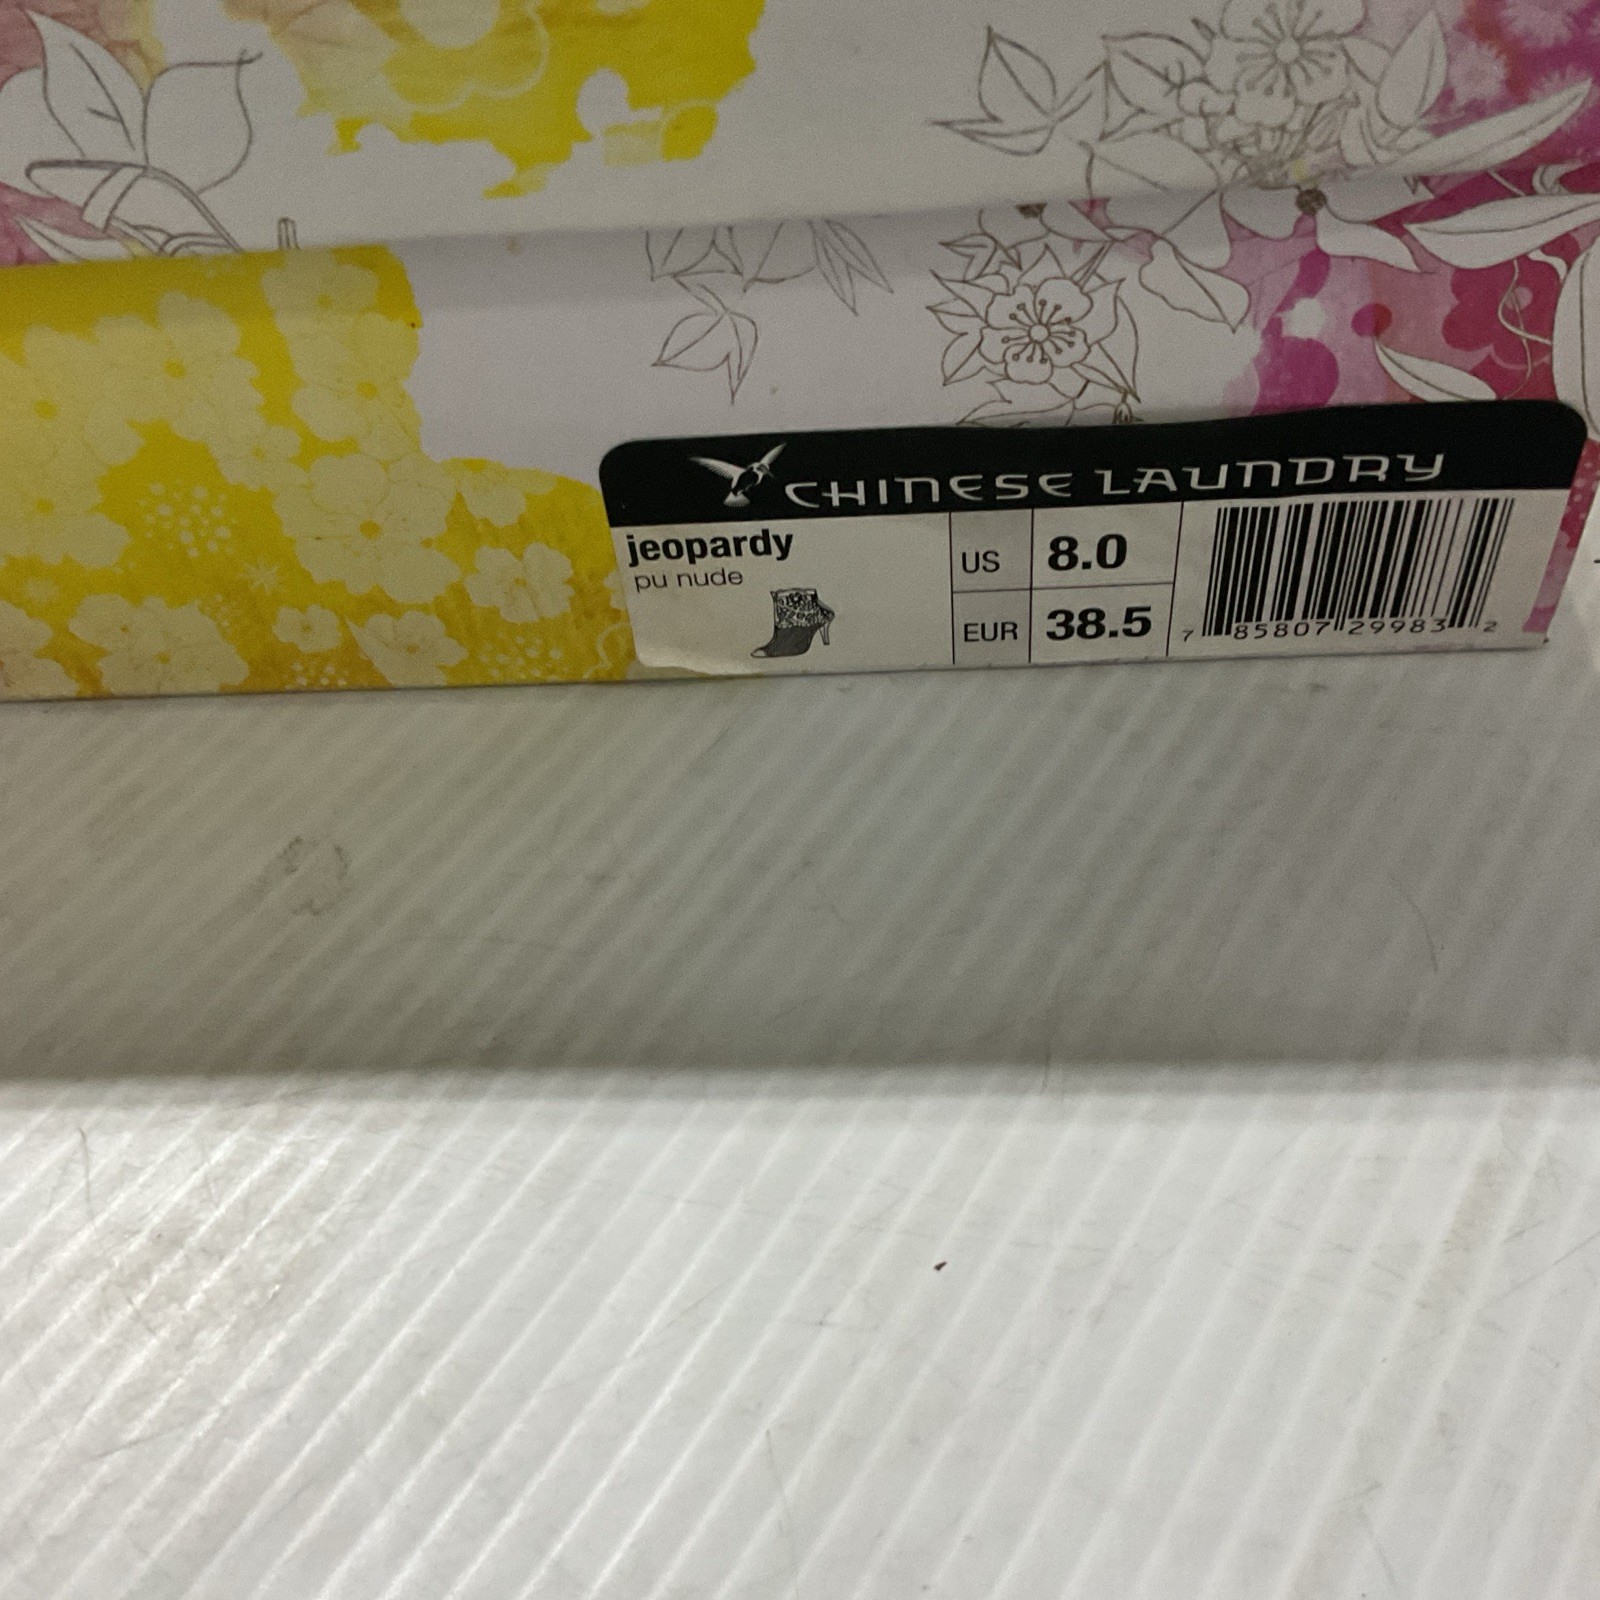 CHINESE LAUNDRY
jeopardy
pu nude
US 8.0
EUR 38.5
7 85807 29983 2